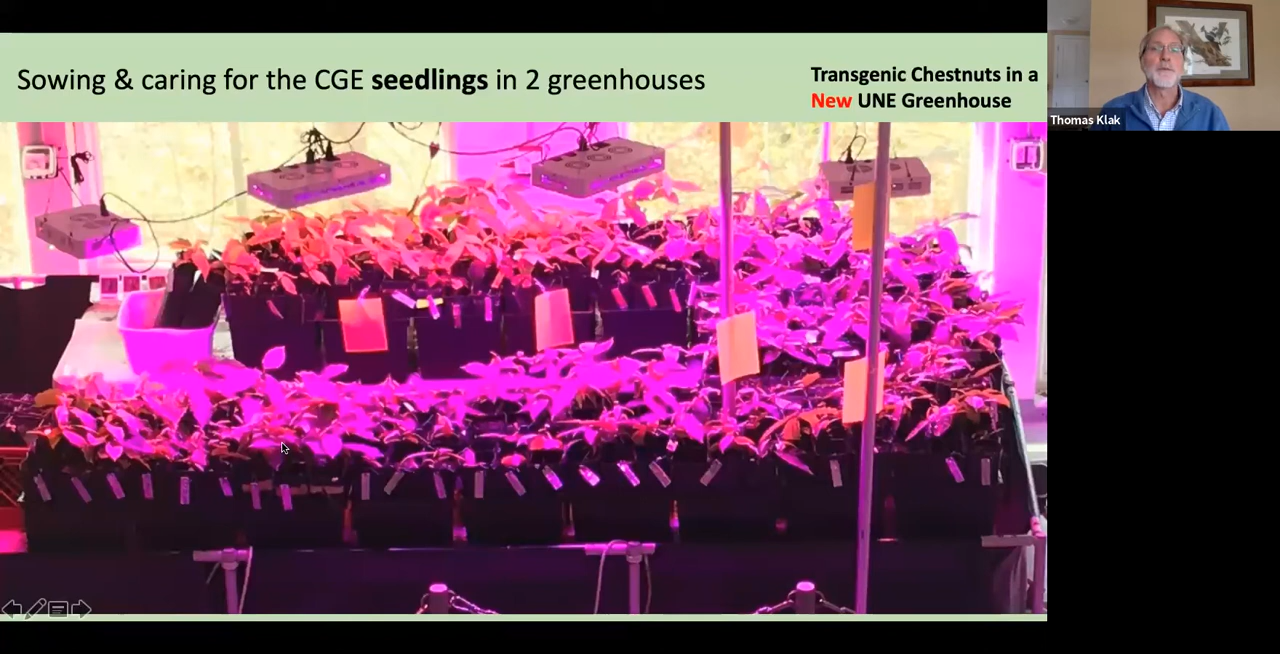 Sowing & caring for the CGE seedlings in 2 greenhouses
Transgenic Chestnuts in a
New UNE Greenhouse
Thomas Klak